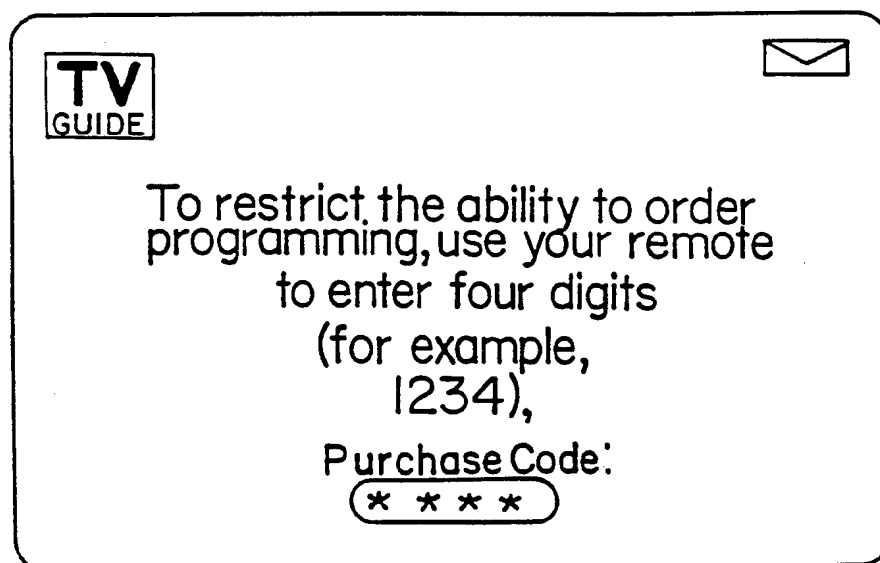 TV
GUIDE
To restrict the ability to order
programming, use your remote
to enter four digits
(for example,
1234),
Purchase Code:
* * * *